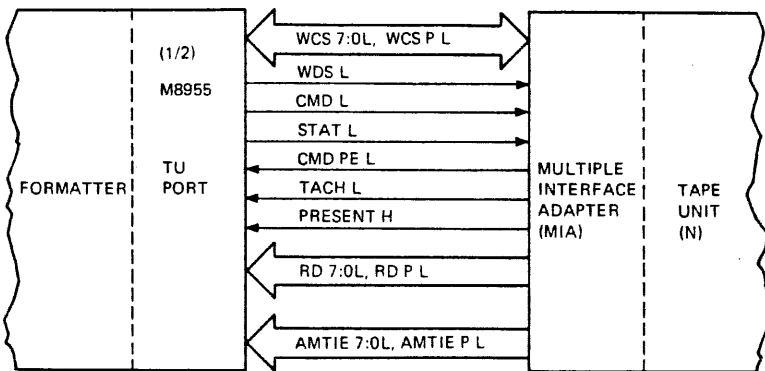 WCS 7:0L, WCS P L
(1/2)
M8955
WDS L
CMD L
STAT L
CMD PE L
TACH L
PRESENT H
FORMATTER
TU
PORT
MULTIPLE
INTERFACE
ADAPTER
(MIA)
TAPE
UNIT
(N)
RD 7:0L, RD P L
AMTIE 7:0L, AMTIE P L